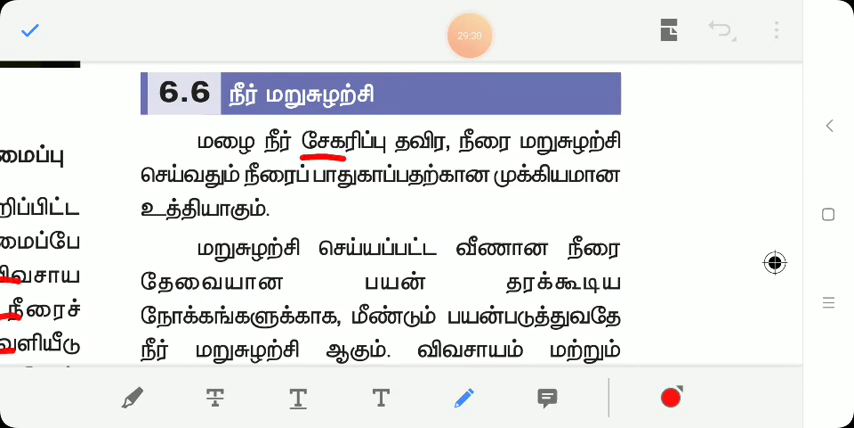 29:38
6.6 நீர் மறுசுழற்சி
மைப்பு
றிப்பிட்ட
மைப்பே
விவசாய
நீரைச்
வெளியீடு
மழை நீர் சேகரிப்பு தவிர, நீரை மறுசுழற்சி
செய்வதும் நீரைப் பாதுகாப்பதற்கான முக்கியமான
உத்தியாகும்.
மறுசுழற்சி செய்யப்பட்ட வீணான நீரை
தேவையான பயன் தரக்கூடிய
நோக்கங்களுக்காக, மீண்டும் பயன்படுத்துவதே
நீர் மறுசுழற்சி ஆகும். விவசாயம் மற்றும்